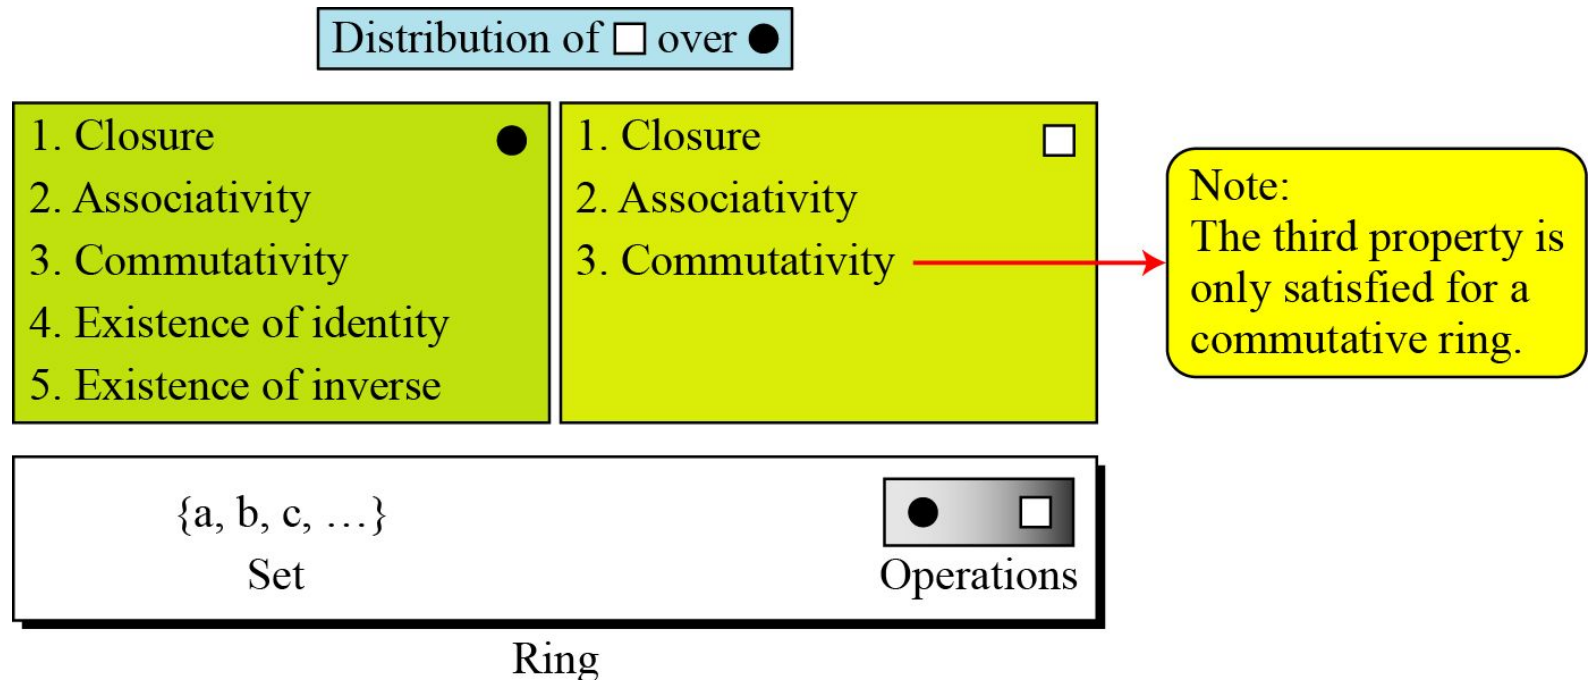 Distribution of □ over ●
1. Closure ●
2. Associativity
3. Commutativity
4. Existence of identity
5. Existence of inverse
1. Closure □
2. Associativity
3. Commutativity
Note:
The third property is
only satisfied for a
commutative ring.
{a, b, c, …}
Set
● □
Operations
Ring